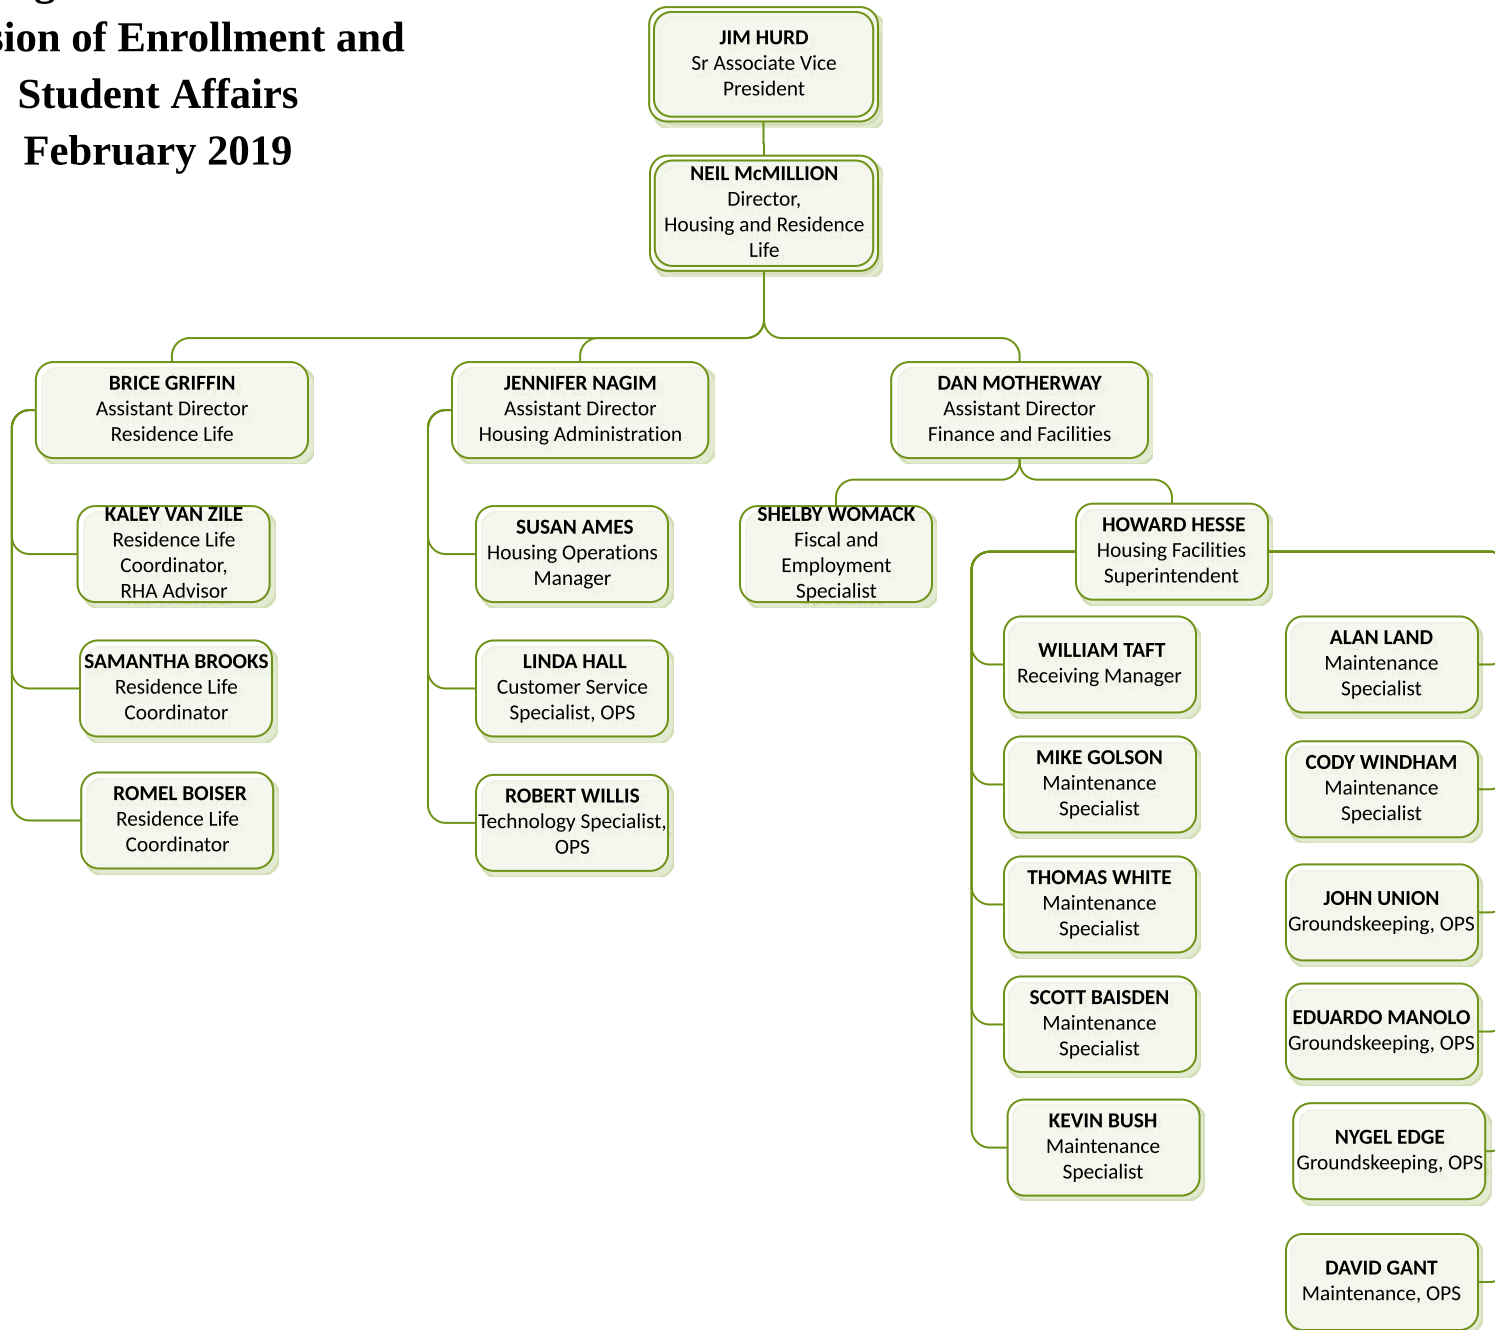 Enrollment and
of
Student Affairs
February 2019
JIM HURD
Sr Associate Vice
President
NEIL McMILLION
Director,
Housing and Residence
Life
BRICE GRIFFIN
Assistant Director
Residence Life
JENNIFER NAGIM
Assistant Director
Housing Administration
DAN MOTHERWAY
Assistant Director
Finance and Facilities
KALEY VAN ZILE
Residence Life
Coordinator,
RHA Advisor
SAMANTHA BROOKS
Residence Life
Coordinator
ROMEL BOISER
Residence Life
Coordinator
SUSAN AMES
Housing Operations
Manager
LINDA HALL
Customer Service
Specialist, OPS
ROBERT WILLIS
Technology Specialist,
OPS
SHELBY WOMACK
Fiscal and
Employment
Specialist
HOWARD HESSE
Housing Facilities
Superintendent
WILLIAM TAFT
Receiving Manager
MIKE GOLSON
Maintenance
Specialist
THOMAS WHITE
Maintenance
Specialist
SCOTT BAISDEN
Maintenance
Specialist
KEVIN BUSH
Maintenance
Specialist
ALAN LAND
Maintenance
Specialist
CODY WINDHAM
Maintenance
Specialist
JOHN UNION
Groundskeeping, OPS
EDUARDO MANOLO
Groundskeeping, OPS
NYGEL EDGE
Groundskeeping, OPS
DAVID GANT
Maintenance, OPS